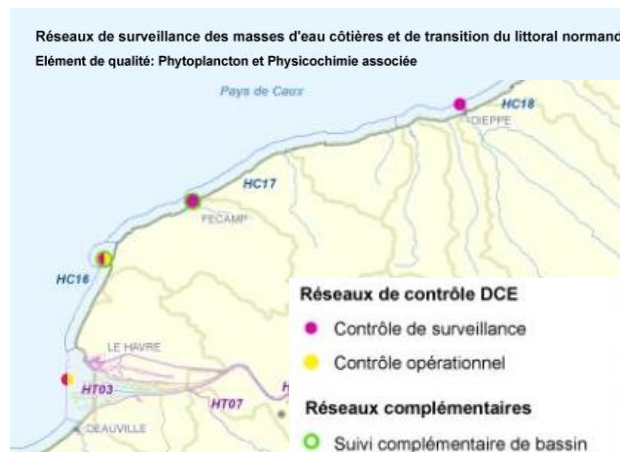 Réseaux de surveillance des masses d'eau côtières et de transition du littoral normand
Elément de qualité: Phytoplancton et Physicochimie associée
Pays de Caux
HC18
DIEPPE
HC17
FECAMP
HC16
Réseaux de contrôle DCE
Contrôle de surveillance
LE HAVRE
Contrôle opérationnel
HT03
HT07
H
Réseaux complémentaires
DEAUVILLE
Suivi complémentaire de bassin